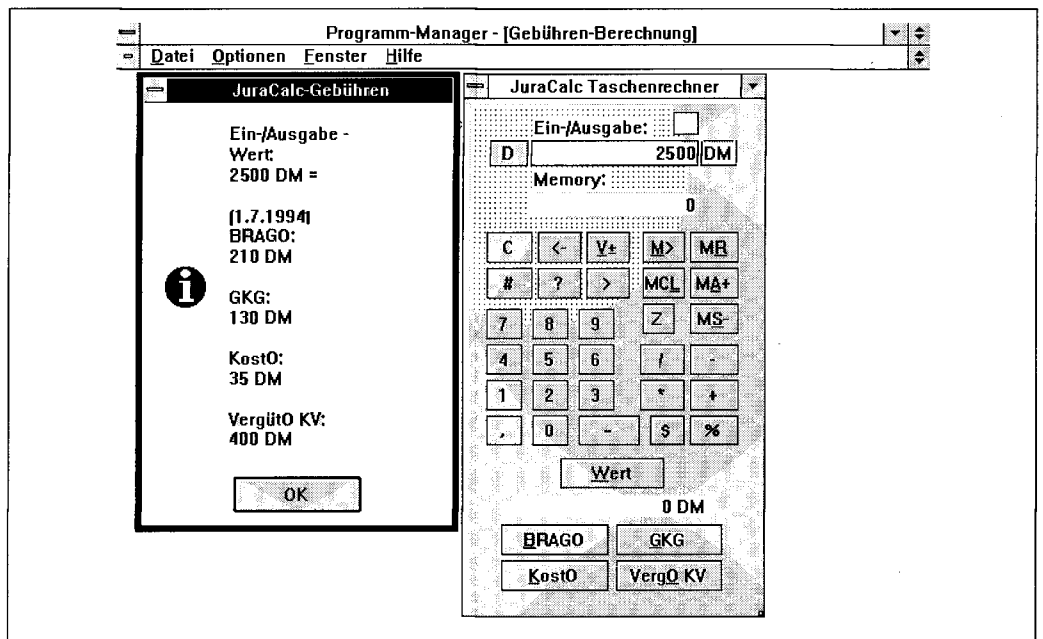 Programm-Manager - [Gebühren-Berechnung]
Datei Optionen Fenster Hilfe
JuraCalc-Gebühren
Ein-/Ausgabe -
Wert:
2500 DM =
(1.7.1994)
BRAGO:
210 DM
GKG:
130 DM
KostO:
35 DM
VergütO KV:
400 DM
OK
JuraCalc Taschenrechner
Ein-/Ausgabe:
D 2500 DM
Memory:
0
C <- V± M> MR
# ? > MCL MA+
7 8 9 Z MS-
4 5 6 / -
1 2 3 * +
, 0 - $ %
Wert
0 DM
BRAGO GKG
KostO VergO KV